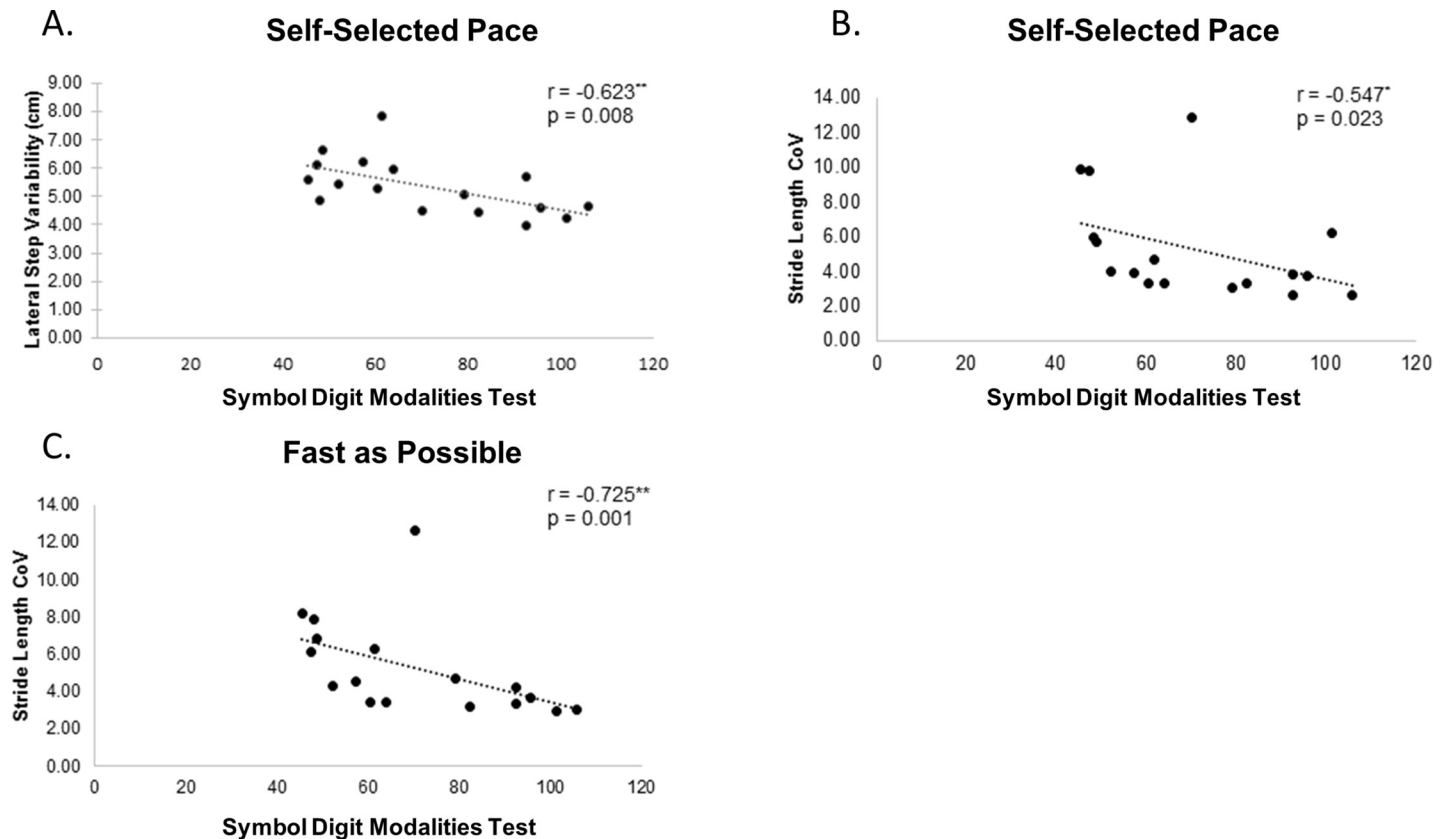 A.
Self-Selected Pace
r = -0.623**
p = 0.008
Lateral Step Variability (cm)
9.00
8.00
7.00
6.00
5.00
4.00
3.00
2.00
1.00
0.00
0 20 40 60 80 100 120
Symbol Digit Modalities Test
B.
Self-Selected Pace
r = -0.547*
p = 0.023
Stride Length CoV
14.00
12.00
10.00
8.00
6.00
4.00
2.00
0.00
0 20 40 60 80 100 120
Symbol Digit Modalities Test
C.
Fast as Possible
r = -0.725**
p = 0.001
Stride Length CoV
14.00
12.00
10.00
8.00
6.00
4.00
2.00
0.00
0 20 40 60 80 100 120
Symbol Digit Modalities Test